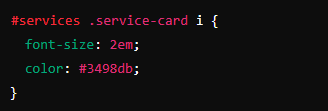 #services .service-card i {
  font-size: 2em;
  color: #3498db;
}